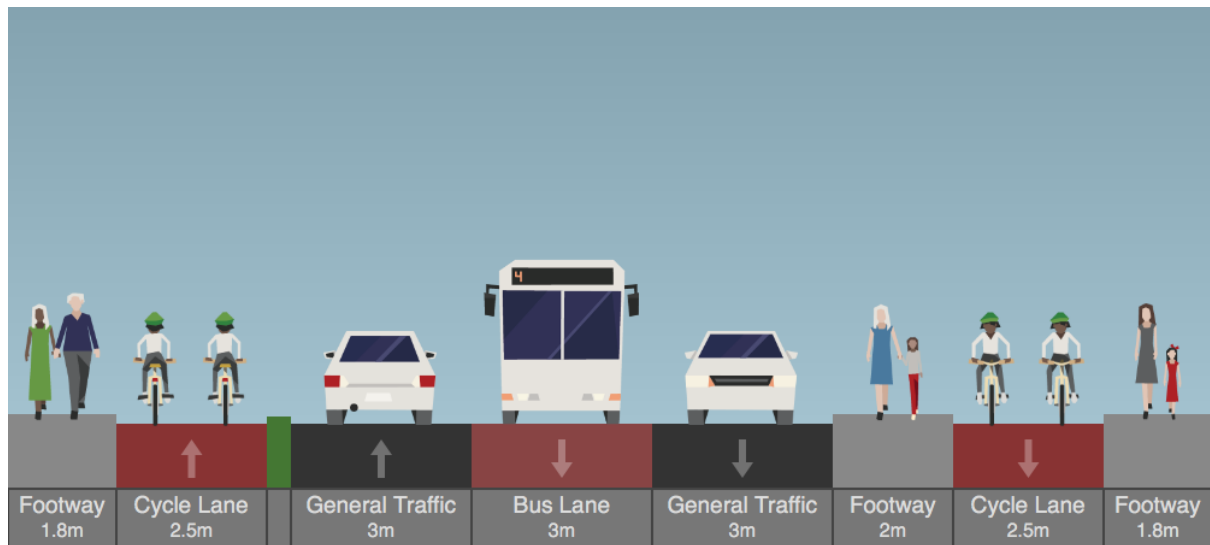 4
Footway
1.8m
Cycle Lane
2.5m
General Traffic
3m
Bus Lane
3m
General Traffic
3m
Footway
2m
Cycle Lane
2.5m
Footway
1.8m